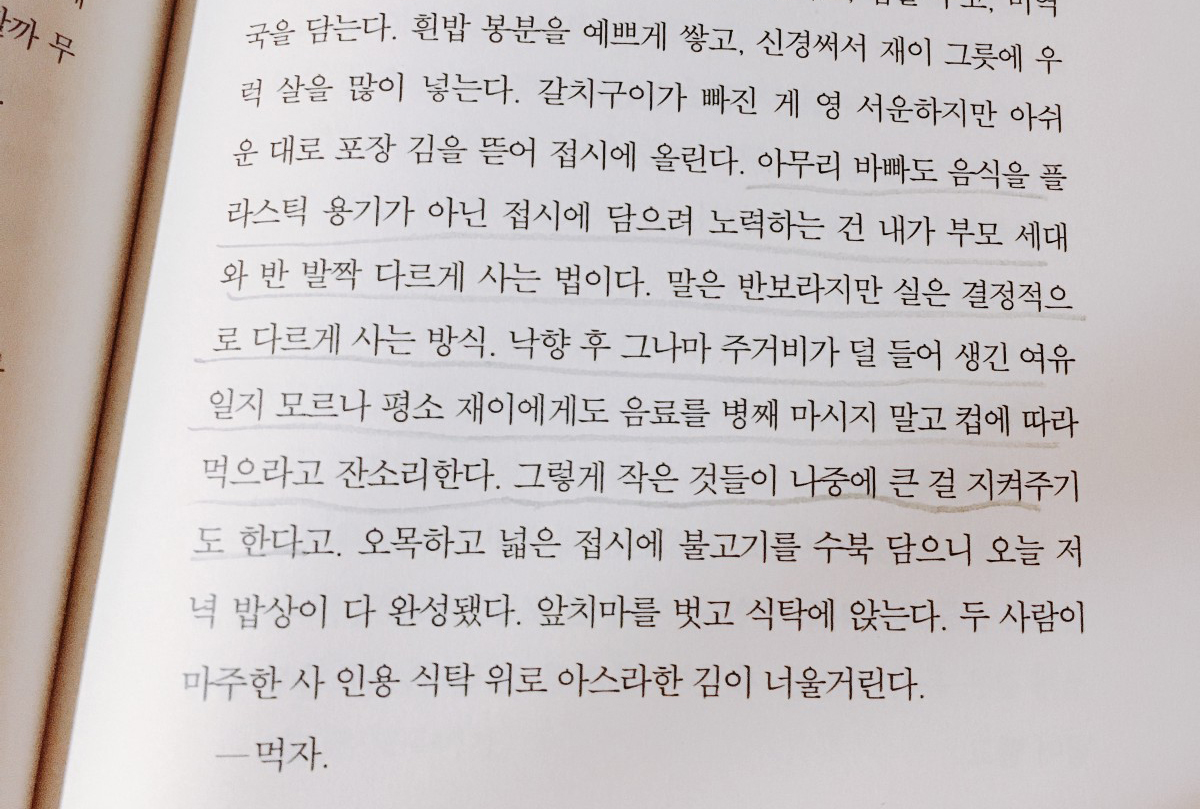 까 무
국을 담는다. 흰밥 봉분을 예쁘게 쌓고, 신경써서 재이 그릇에 우
럭 살을 많이 넣는다. 갈치구이가 빠진 게 영 서운하지만 아쉬
운 대로 포장 김을 뜯어 접시에 올린다. 아무리 바빠도 음식을 플
라스틱 용기가 아닌 접시에 담으려 노력하는 건 내가 부모 세대
와 반 발짝 다르게 사는 법이다. 말은 반보라지만 실은 결정적으
로 다르게 사는 방식. 낙향 후 그나마 주거비가 덜 들어 생긴 여유
일지 모르나 평소 재이에게도 음료를 병째 마시지 말고 컵에 따라
먹으라고 잔소리한다. 그렇게 작은 것들이 나중에 큰 걸 지켜주기
도 한다고. 오목하고 넓은 접시에 불고기를 수북 담으니 오늘 저
녁 밥상이 다 완성됐다. 앞치마를 벗고 식탁에 앉는다. 두 사람이
마주한 사 인용 식탁 위로 아스라한 김이 너울거린다.
—먹자.